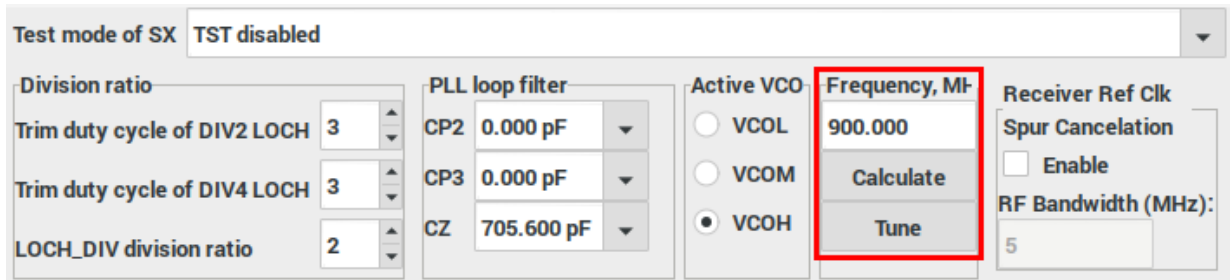 Test mode of SX TST disabled
Division ratio
Trim duty cycle of DIV2 LOCH 3
Trim duty cycle of DIV4 LOCH 3
LOCH_DIV division ratio 2
PLL loop filter
CP2 0.000 pF
CP3 0.000 pF
CZ 705.600 pF
Active VCO
VCOL
VCOM
VCOH
Frequency, MH
900.000
Calculate
Tune
Receiver Ref Clk
Spur Cancelation
Enable
RF Bandwidth (MHz):
5